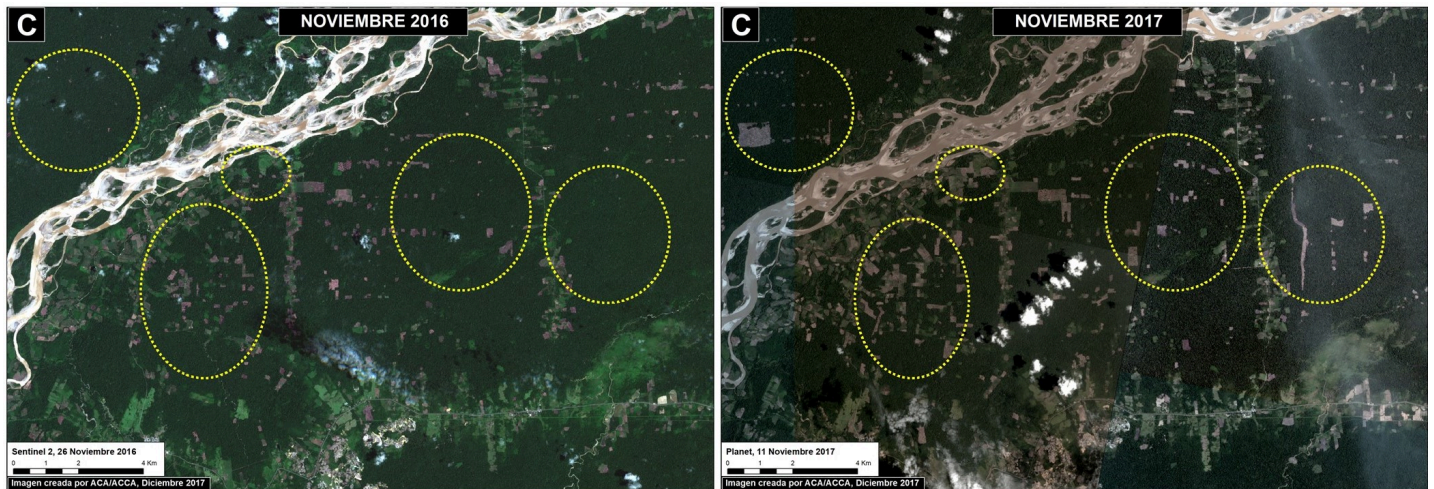 C
NOVIEMBRE 2016
Sentinel 2, 26 Noviembre 2016
0 1 2 4 Km
Imagen creada por ACA/ACCA, Diciembre 2017
C
NOVIEMBRE 2017
Planet, 11 Noviembre 2017
0 1 2 4 Km
Imagen creada por ACA/ACCA, Diciembre 2017